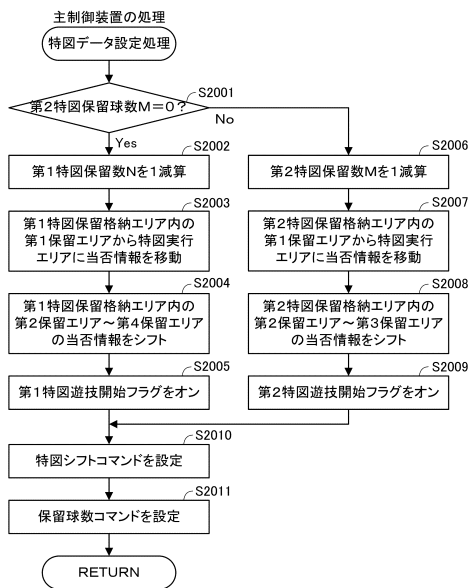 主制御装置の処理
特図データ設定処理
第2特図保留球数M=0?
S2001
No
Yes
S2002
第1特図保留数Nを1減算
S2003
第1特図保留格納エリア内の
第1保留エリアから特図実行
エリアに当否情報を移動
S2004
第1特図保留格納エリア内の
第2保留エリア~第4保留エリア
の当否情報をシフト
S2005
第1特図遊技開始フラグをオン
S2006
第2特図保留数Mを1減算
S2007
第2特図保留格納エリア内の
第1保留エリアから特図実行
エリアに当否情報を移動
S2008
第2特図保留格納エリア内の
第2保留エリア~第3保留エリア
の当否情報をシフト
S2009
第2特図遊技開始フラグをオン
S2010
特図シフトコマンドを設定
S2011
保留球数コマンドを設定
RETURN